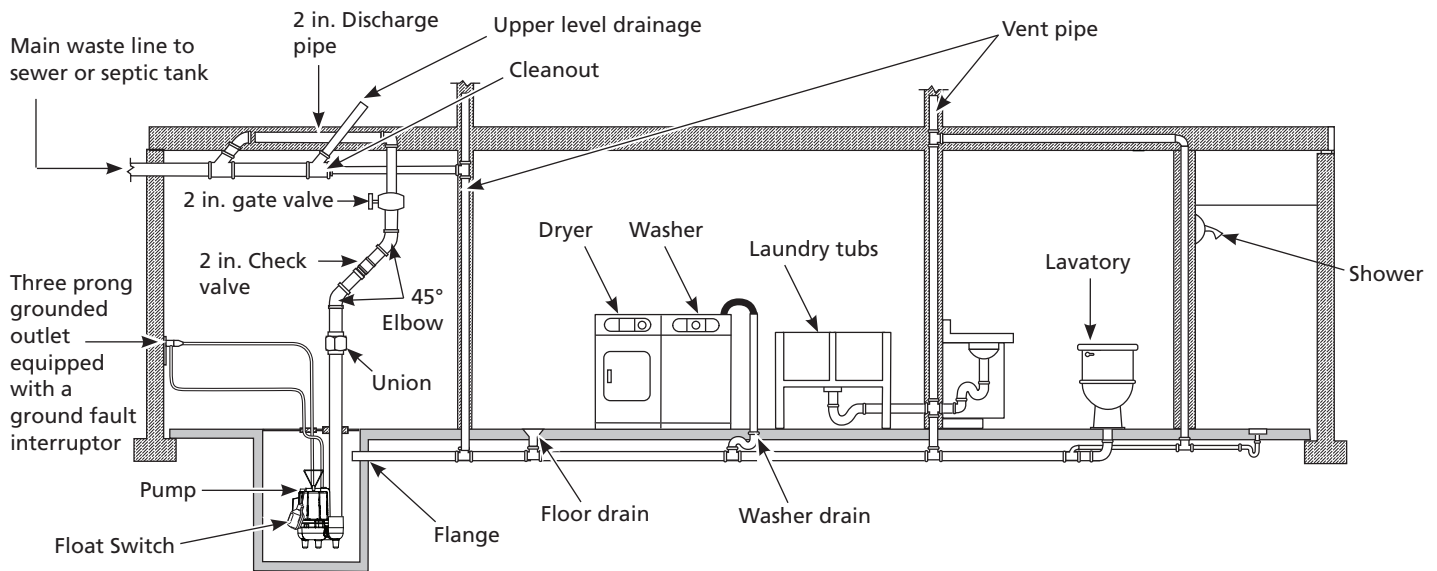 Main waste line to
sewer or septic tank
2 in. Discharge
pipe
Upper level drainage
Cleanout
Vent pipe
2 in. gate valve
2 in. Check
valve
45°
Elbow
Union
Three prong
grounded
outlet
equipped
with a
ground fault
interruptor
Dryer
Washer
Laundry tubs
Lavatory
Shower
Pump
Float Switch
Flange
Floor drain
Washer drain